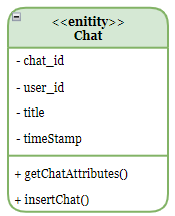 <<enitity>>
Chat
- chat_id
- user_id
- title
- timeStamp
+ getChatAttributes()
+ insertChat()